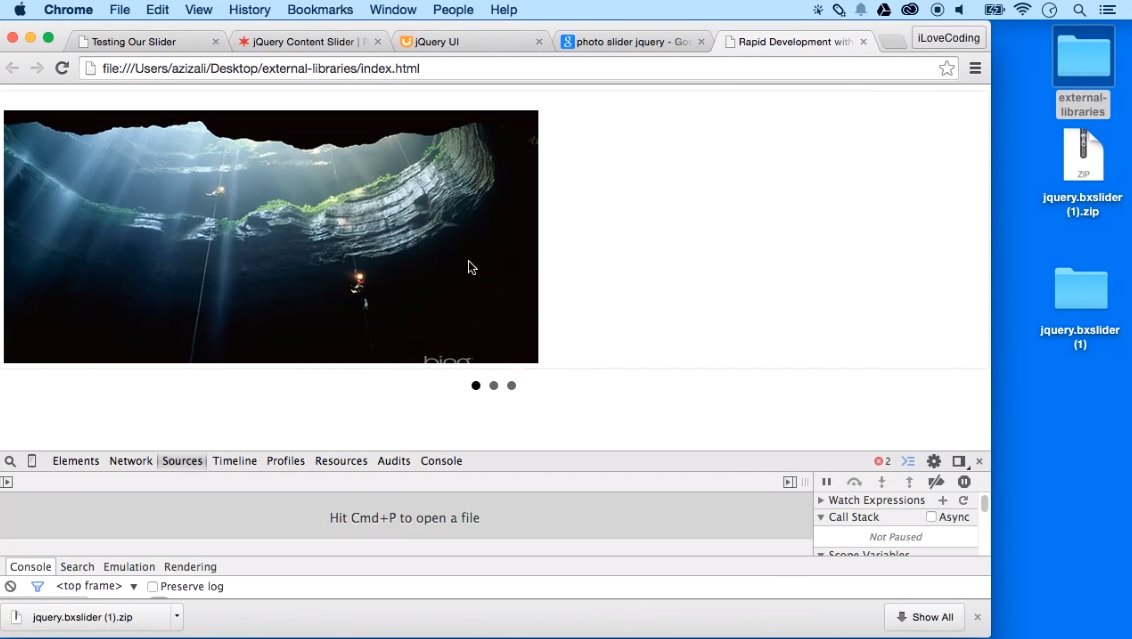 Chrome File Edit View History Bookmarks Window People Help
Testing Our Slider
jQuery Content Slider |
jQuery UI
photo slider jquery - Go
Rapid Development with
iLoveCoding
file:///Users/azizali/Desktop/external-libraries/index.html
external-
libraries
ZIP
jquery.bxslider
(1).zip
jquery.bxslider
(1)
bing
Elements Network Sources Timeline Profiles Resources Audits Console
2
Hit Cmd+P to open a file
Watch Expressions
Call Stack
Async
Not Paused
Scope Variables
Console Search Emulation Rendering
<top frame>
Preserve log
jquery.bxslider (1).zip
Show All